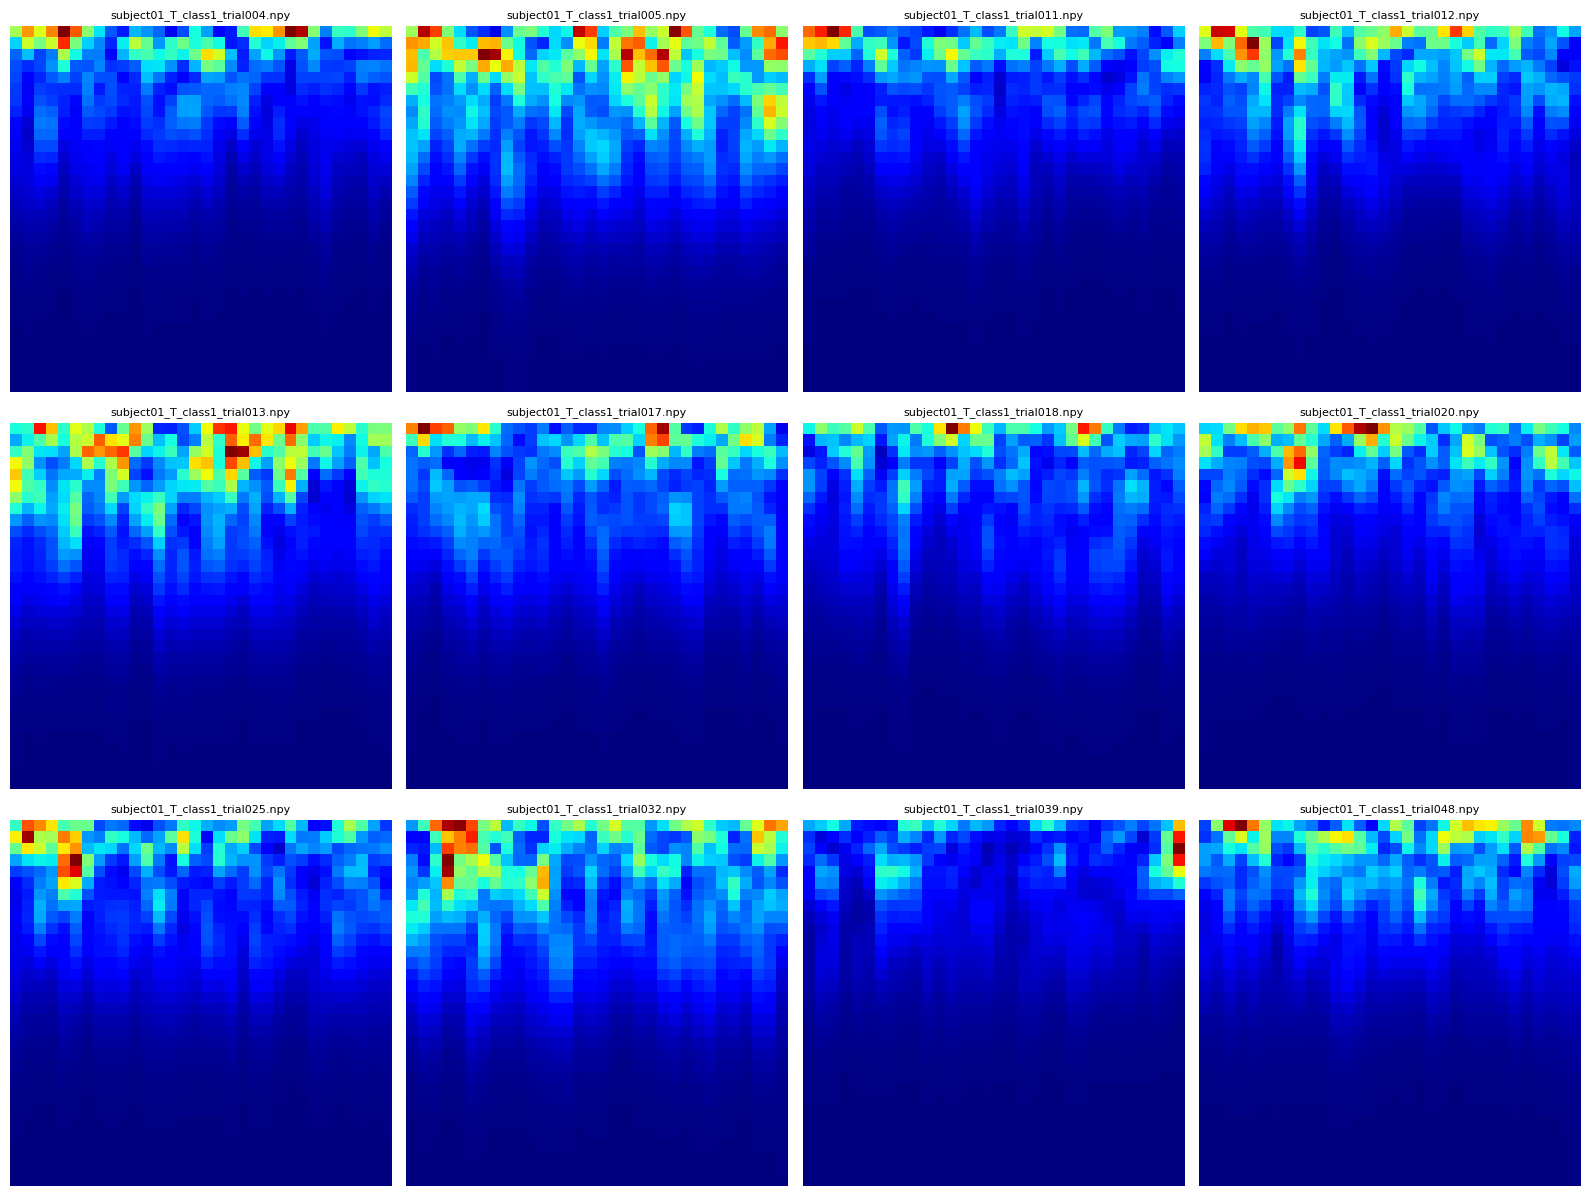 subject01_T_class1_trial004.npy
subject01_T_class1_trial005.npy
subject01_T_class1_trial011.npy
subject01_T_class1_trial012.npy
subject01_T_class1_trial013.npy
subject01_T_class1_trial017.npy
subject01_T_class1_trial018.npy
subject01_T_class1_trial020.npy
subject01_T_class1_trial025.npy
subject01_T_class1_trial032.npy
subject01_T_class1_trial039.npy
subject01_T_class1_trial048.npy